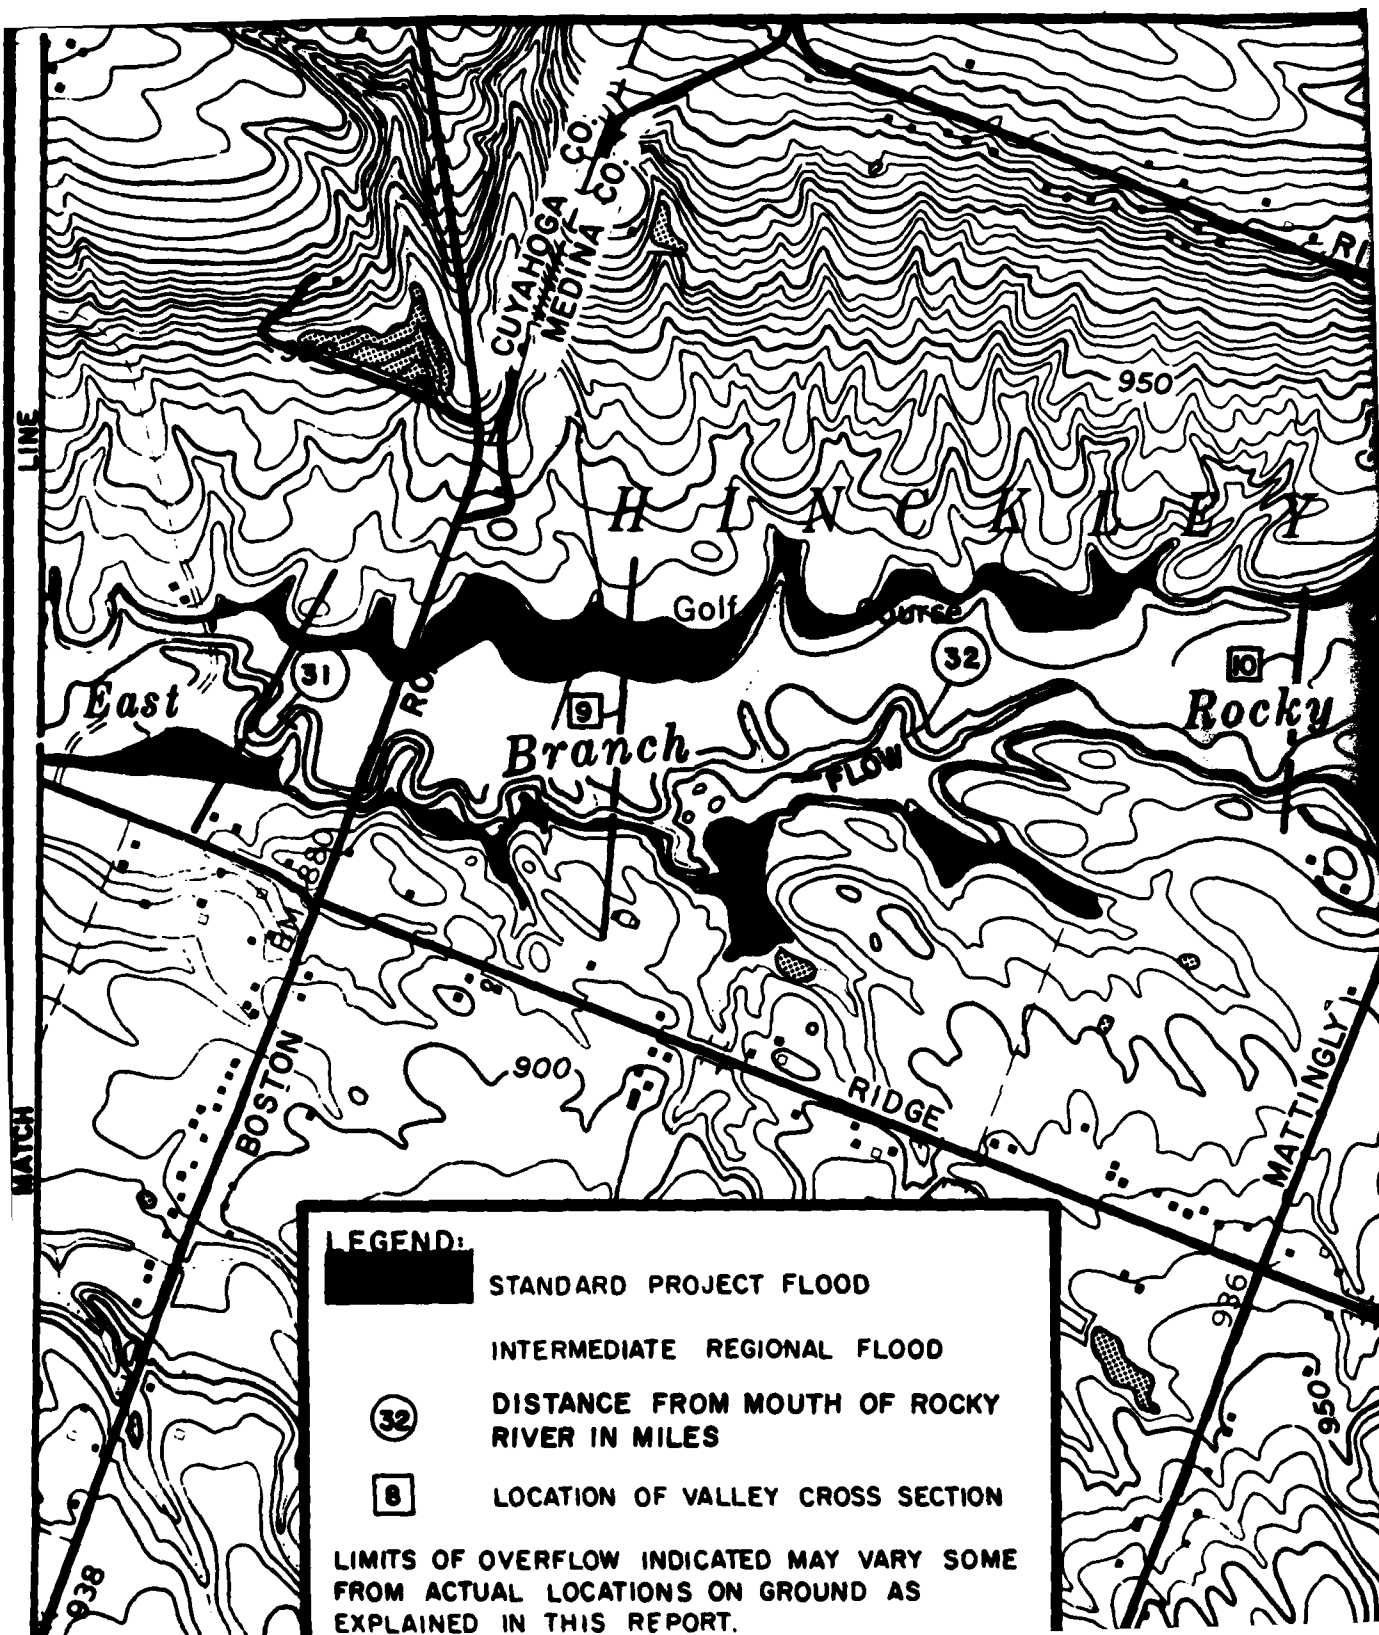 CUYAHOGA CO.
MEDINA CO.
RI
950
LINE
HINCKLEY
Golf Course
31
32
10
RO
East
9
Branch
Rocky
FLOW
BM 880
BOSTON
900
RIDGE
MATTINGLY
MATCH
936
950
938
LEGEND:
STANDARD PROJECT FLOOD
INTERMEDIATE REGIONAL FLOOD
32
DISTANCE FROM MOUTH OF ROCKY
RIVER IN MILES
8
LOCATION OF VALLEY CROSS SECTION
LIMITS OF OVERFLOW INDICATED MAY VARY SOME
FROM ACTUAL LOCATIONS ON GROUND AS
EXPLAINED IN THIS REPORT.